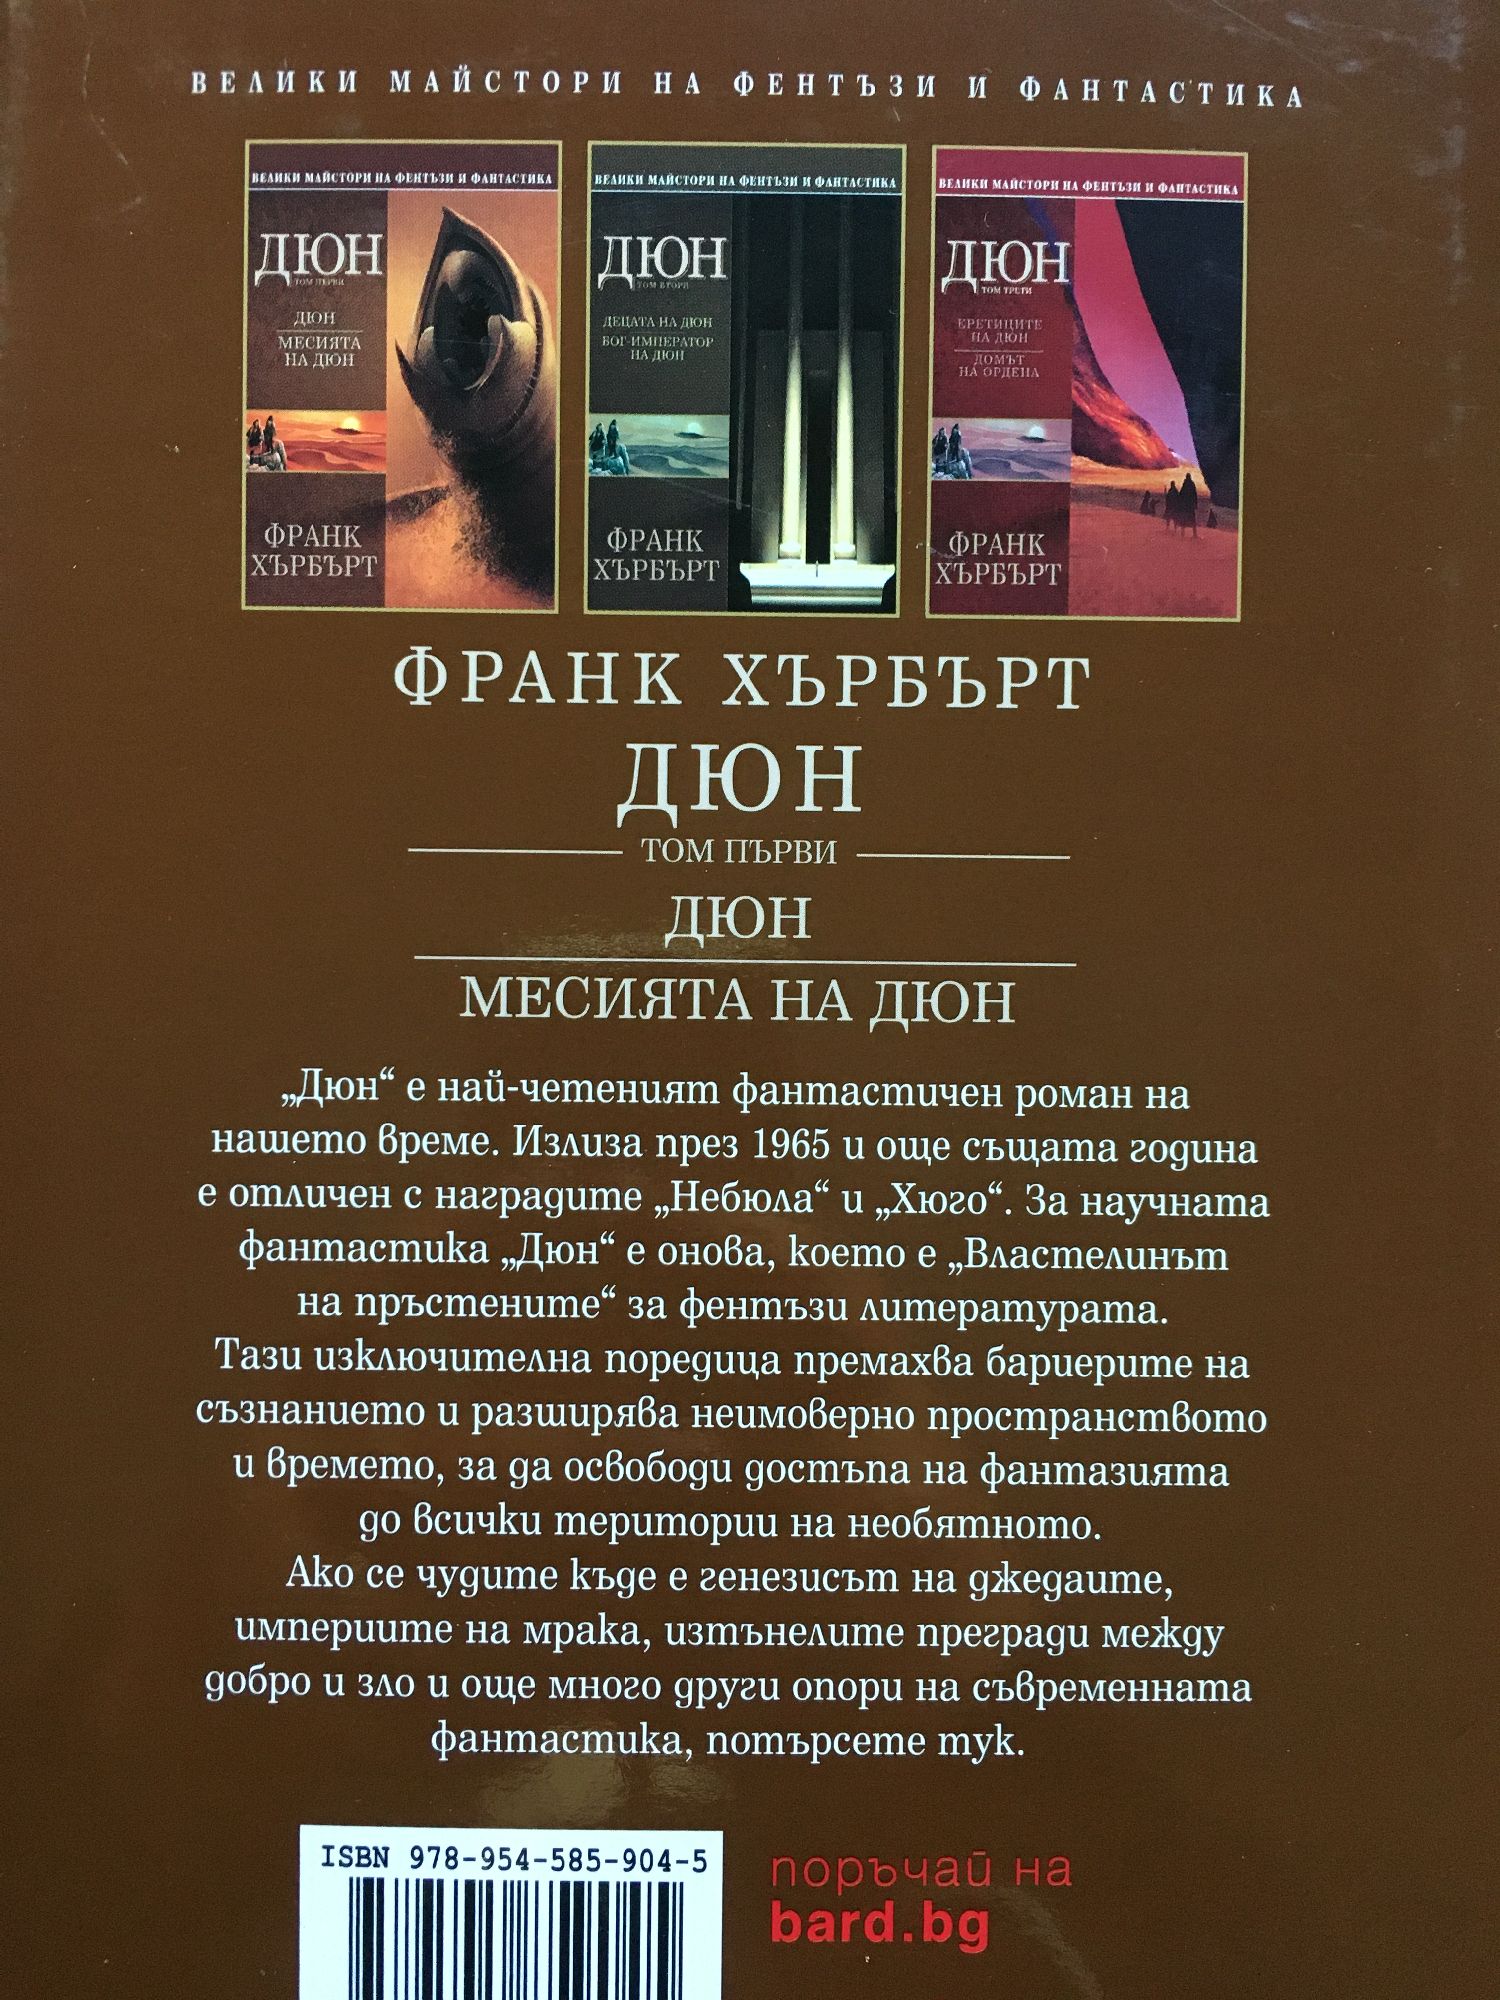 ВЕЛИКИ МАЙСТОРИ НА ФЕНТЪЗИ И ФАНТАСТИКА
ВЕЛИКИ МАЙСТОРИ НА ФЕНТЪЗИ И ФАНТАСТИКА
ДЮН
ТОМ ПЪРВИ
ДЮН
МЕСИЯТА
НА ДЮН
ФРАНК
ХЪРБЪРТ
ВЕЛИКИ МАЙСТОРИ НА ФЕНТЪЗИ И ФАНТАСТИКА
ДЮН
ТОМ ВТОРИ
ДЕЦАТА НА ДЮН
БОГ-ИМПЕРАТОР
НА ДЮН
ФРАНК
ХЪРБЪРТ
ВЕЛИКИ МАЙСТОРИ НА ФЕНТЪЗИ И ФАНТАСТИКА
ДЮН
ТОМ ТРЕТИ
ЕРЕТИЦИТЕ
НА ДЮН
ДОМЪТ
НА ОРДЕНА
ФРАНК
ХЪРБЪРТ
ФРАНК ХЪРБЪРТ
ДЮН
ТОМ ПЪРВИ
ДЮН
МЕСИЯТА НА ДЮН
„Дюн“ е най-четеният фантастичен роман на
нашето време. Излиза през 1965 и още същата година
е отличен с наградите „Небюла“ и „Хюго“. За научната
фантастика „Дюн“ е онова, което е „Властелинът
на пръстените“ за фентъзи литературата.
Тази изключителна поредица премахва бариерите на
съзнанието и разширява неимоверно пространството
и времето, за да освободи достъпа на фантазията
до всички територии на необятното.
Ако се чудите къде е генезисът на джедаите,
империите на мрака, изтънелите прегради между
добро и зло и още много други опори на съвременната
фантастика, потърсете тук.
ISBN 978-954-585-904-5
поръчай на
bard.bg